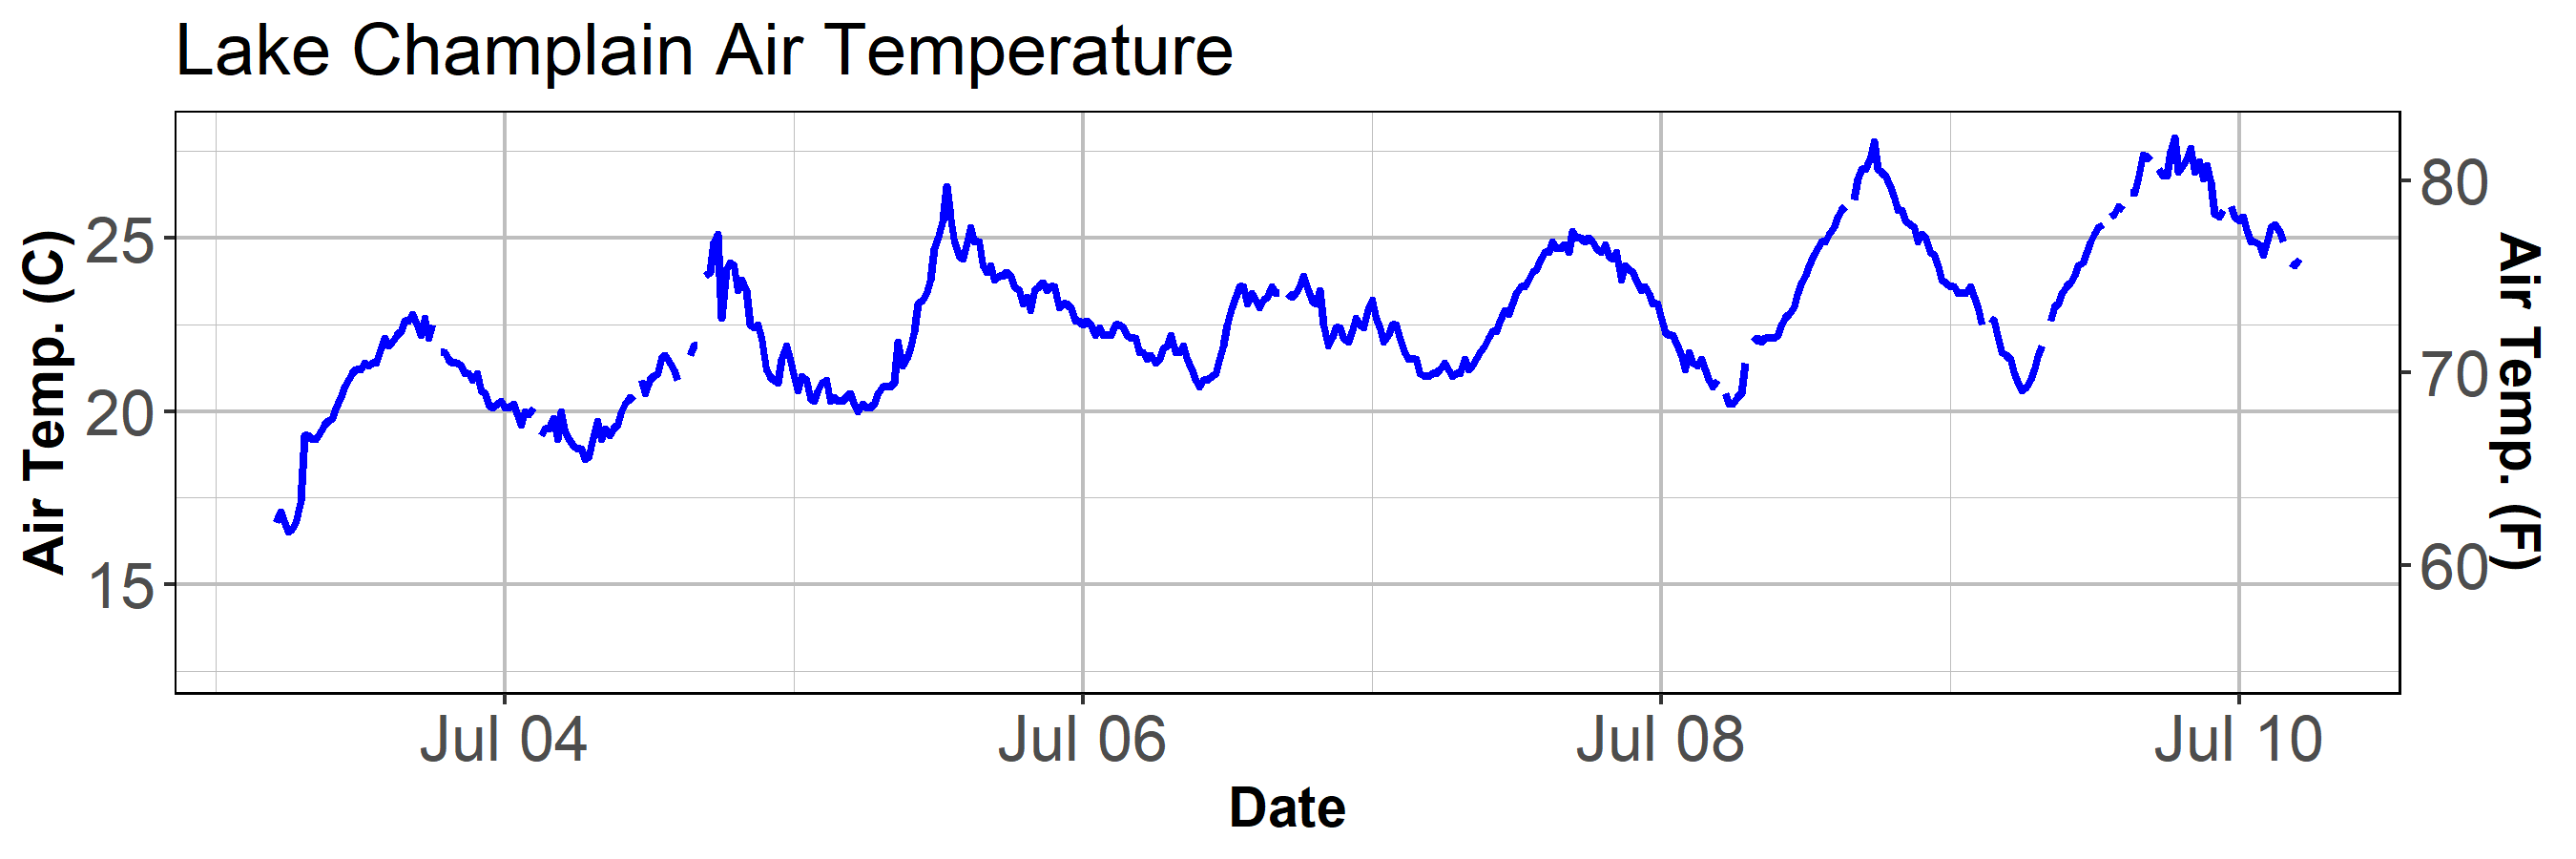 Lake Champlain Air Temperature
Air Temp. (C)
25
20
15
80
70
60
Air Temp. (F)
Jul 04
Jul 06
Jul 08
Jul 10
Date